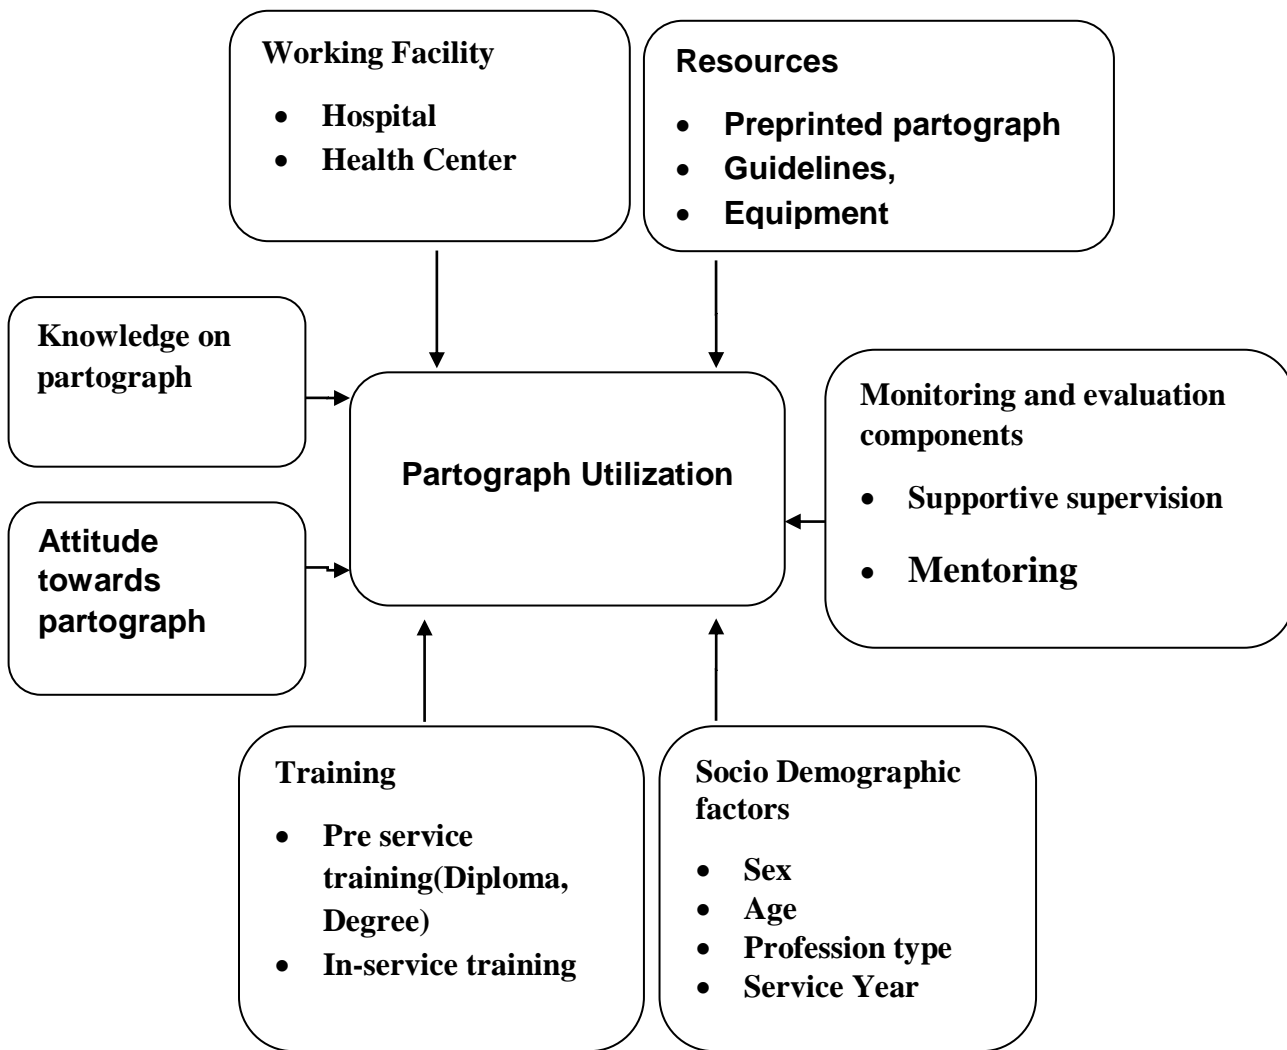 Working Facility
• Hospital
• Health Center
Resources
• Preprinted partograph
• Guidelines,
• Equipment
Knowledge on
partograph
Partograph Utilization
Monitoring and evaluation
components
• Supportive supervision
• Mentoring
Attitude
towards
partograph
Training
• Pre service
training(Diploma,
Degree)
• In-service training
Socio Demographic
factors
• Sex
• Age
• Profession type
• Service Year